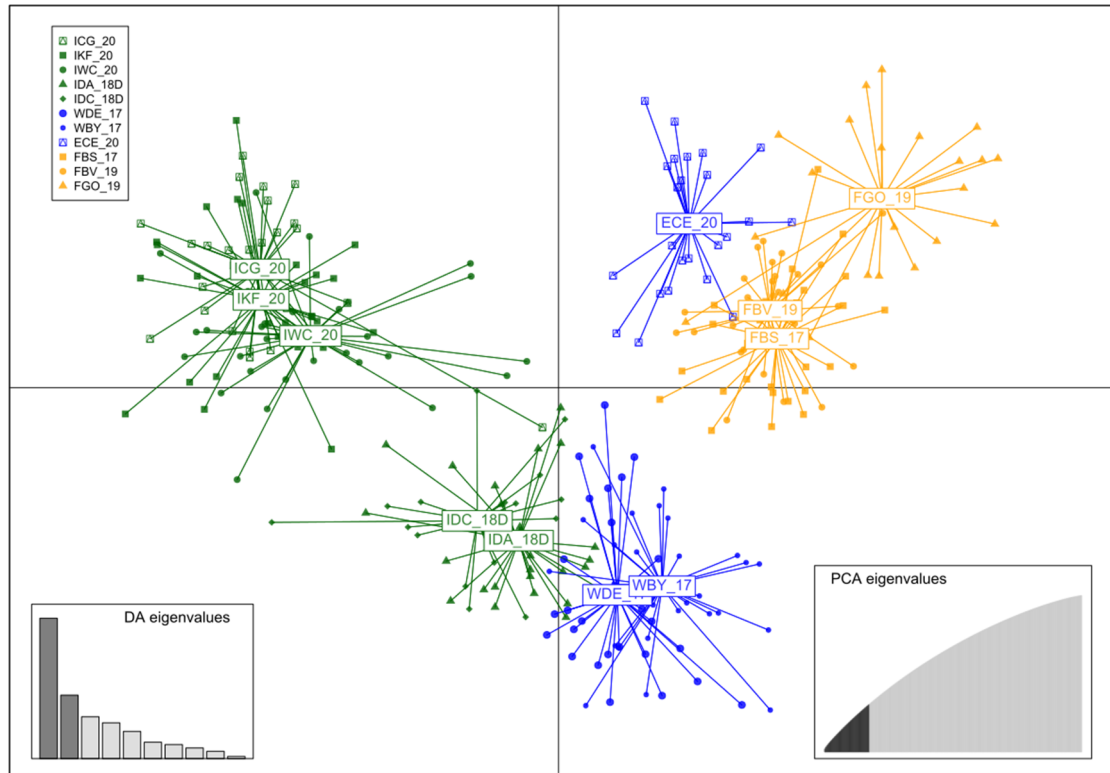 ICG_20
IKF_20
IWC_20
IDA_18D
IDC_18D
WDE_17
WBY_17
ECE_20
FBS_17
FBV_19
FGO_19
FGO_19
ECE_20
ICG_20
IKF_20
FBV_19
IWC_20
FBS_17
IDC_18D
IDA_18D
WBY_17
WDE_
DA eigenvalues
PCA eigenvalues